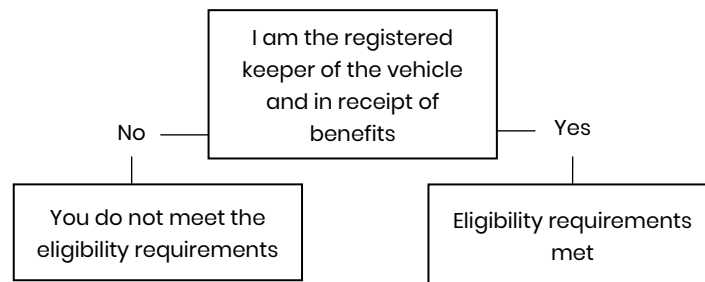 I am the registered
keeper of the vehicle
and in receipt of
benefits
No
Yes
You do not meet the
eligibility requirements
Eligibility requirements
met